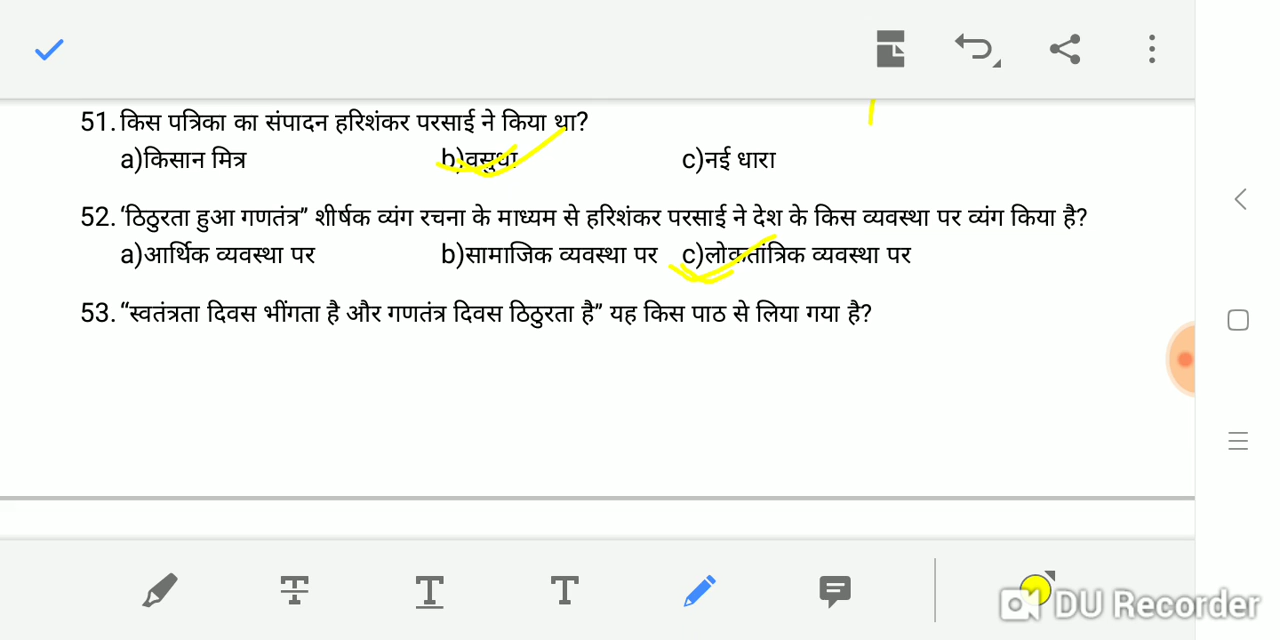 51. किस पत्रिका का संपादन हरिशंकर परसाई ने किया था?
a)किसान मित्र b)वसुधा c)नई धारा
52. ‘ठिठुरता हुआ गणतंत्र” शीर्षक व्यंग रचना के माध्यम से हरिशंकर परसाई ने देश के किस व्यवस्था पर व्यंग किया है?
a)आर्थिक व्यवस्था पर b)सामाजिक व्यवस्था पर c)लोकतांत्रिक व्यवस्था पर
53. “स्वतंत्रता दिवस भींगता है और गणतंत्र दिवस ठिठुरता है” यह किस पाठ से लिया गया है?
T T T
DU Recorder